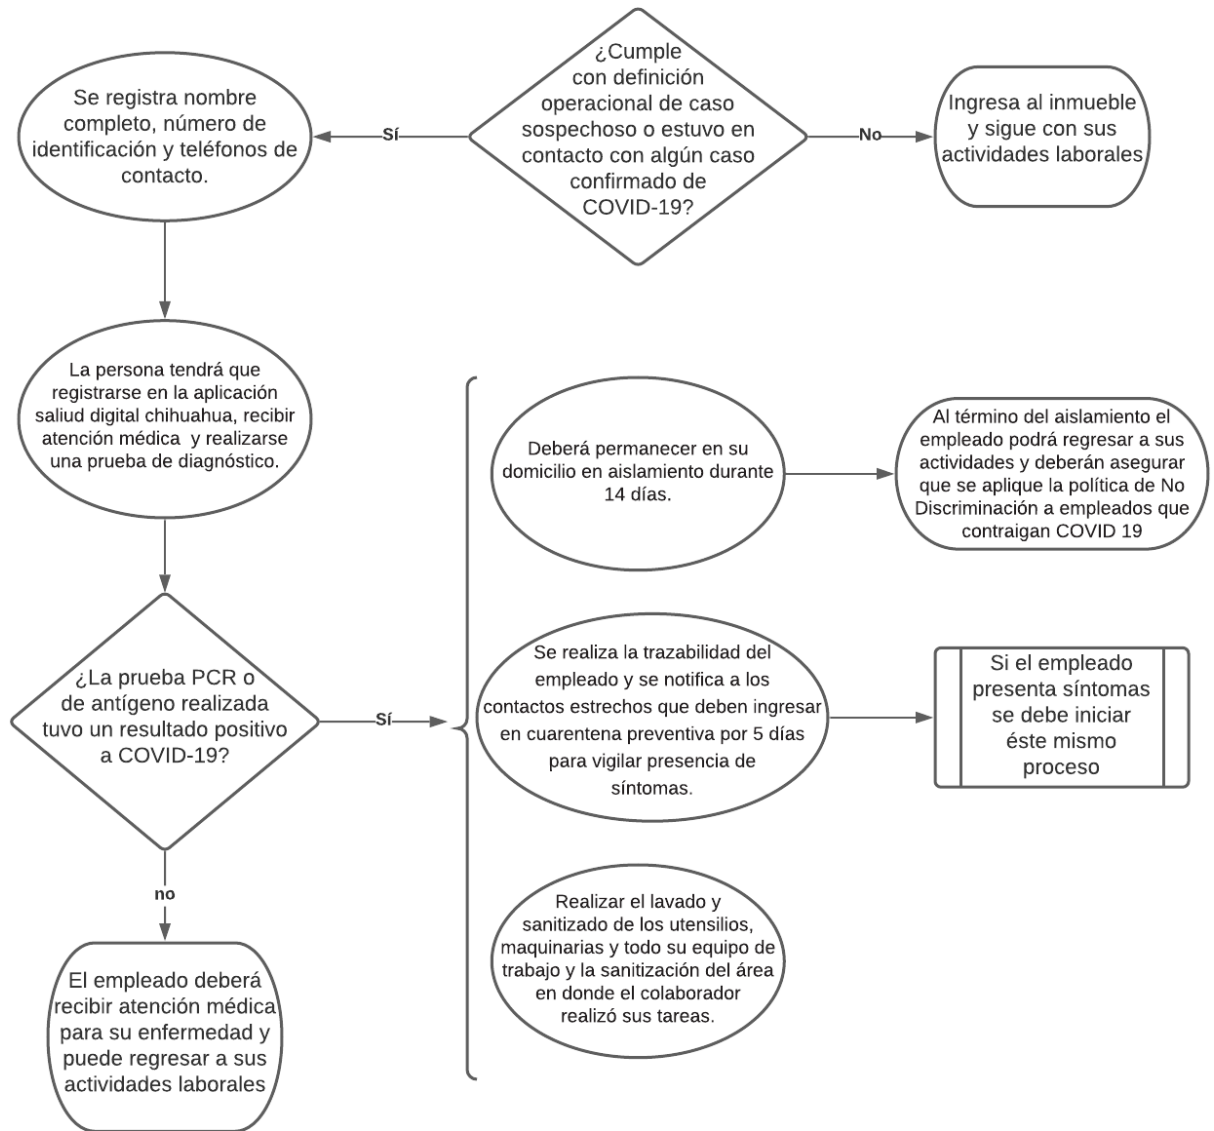 ¿Cumple
con definición
operacional de caso
sospechoso o estuvo en
contacto con algún caso
confirmado de
COVID-19?
Sí
No
Se registra nombre
completo, número de
identificación y teléfonos de
contacto.
Ingresa al inmueble
y sigue con sus
actividades laborales
La persona tendrá que
registrarse en la aplicación
saliud digital chihuahua, recibir
atención médica y realizarse
una prueba de diagnóstico.
¿La prueba PCR o
de antígeno realizada
tuvo un resultado positivo
a COVID-19?
Sí
no
El empleado deberá
recibir atención médica
para su enfermedad y
puede regresar a sus
actividades laborales
Deberá permanecer en su
domicilio en aislamiento durante
14 días.
Al término del aislamiento el
empleado podrá regresar a sus
actividades y deberán asegurar
que se aplique la política de No
Discriminación a empleados que
contraigan COVID 19
Se realiza la trazabilidad del
empleado y se notifica a los
contactos estrechos que deben ingresar
en cuarentena preventiva por 5 días
para vigilar presencia de
síntomas.
Si el empleado
presenta síntomas
se debe iniciar
éste mismo
proceso
Realizar el lavado y
sanitizado de los utensilios,
maquinarias y todo su equipo de
trabajo y la sanitización del área
en donde el colaborador
realizó sus tareas.